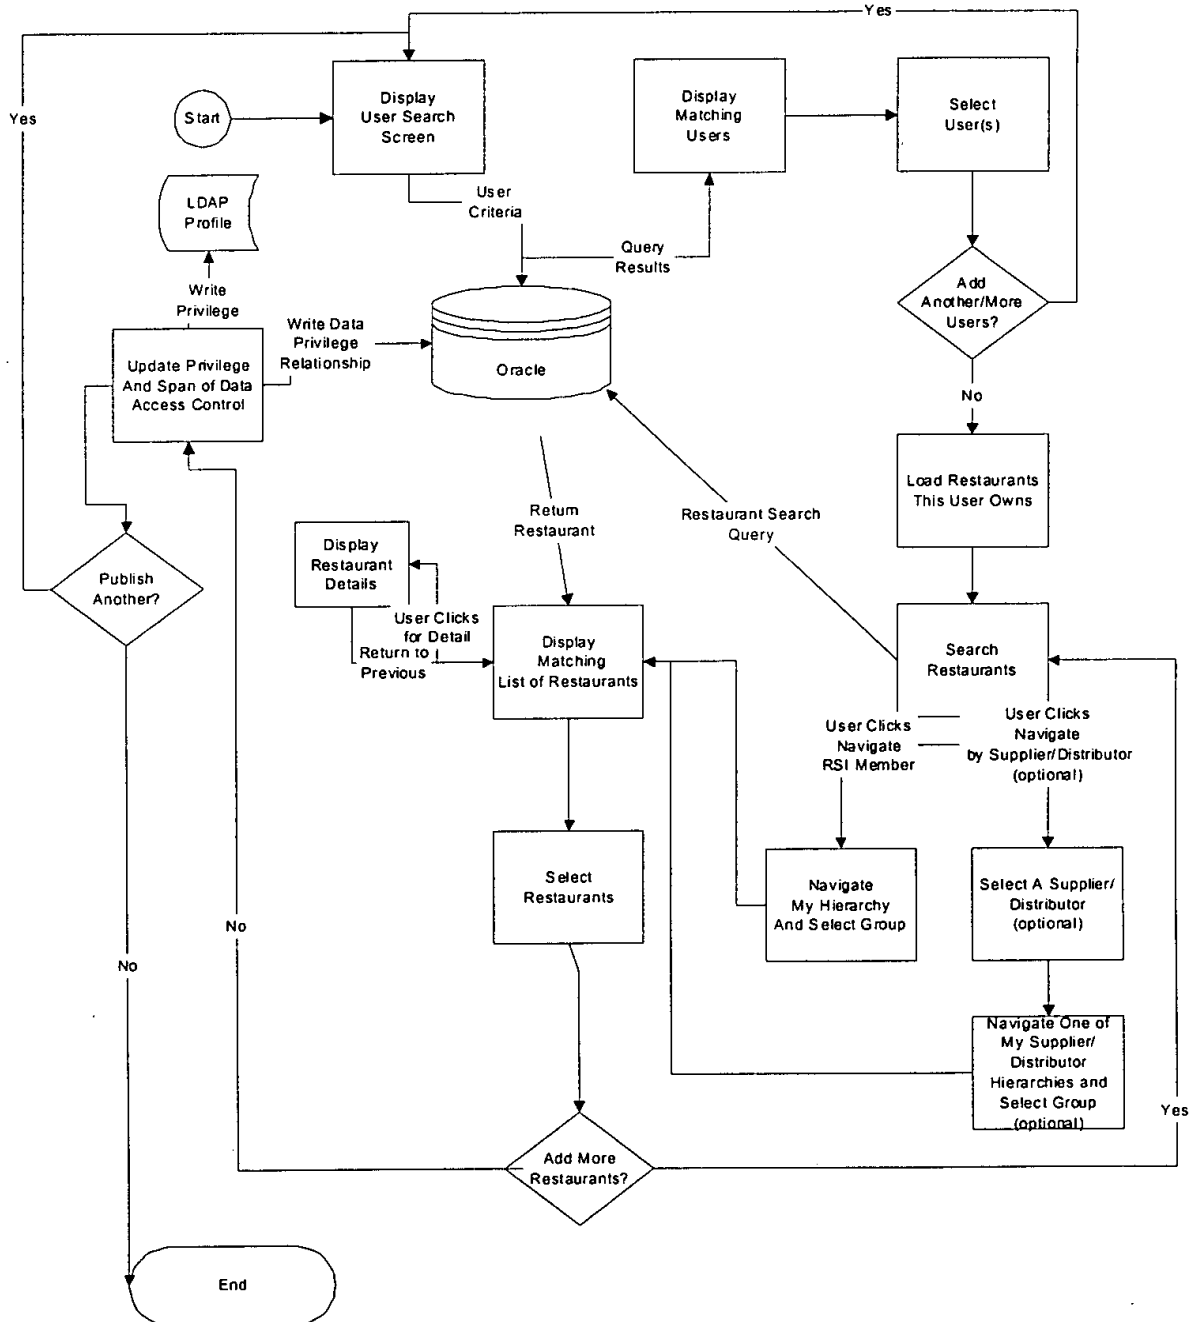 Yes
Yes
Start
Display
User Search
Screen
Display
Matching
Users
Select
User(s)
LDAP
Profile
User
Criteria
Query
Results
Write
Privilege
Write Data
Privilege
Relationship
Add
Another/More
Users?
Update Privilege
And Span of Data
Access Control
Oracle
No
Load Restaurants
This User Owns
Return
Restaurant
Restaurant Search
Query
Display
Restaurant
Details
Publish
Another?
User Clicks
for Detail
Return to
Previous
Display
Matching
List of Restaurants
Search
Restaurants
User Clicks
Navigate
RSI Member
User Clicks
Navigate
by Supplier/Distributor
(optional)
Select
Restaurants
Navigate
My Hierarchy
And Select Group
Select A Supplier/
Distributor
(optional)
No
No
Navigate One of
My Supplier/
Distributor
Hierarchies and
Select Group
(optional)
Yes
Add More
Restaurants?
End